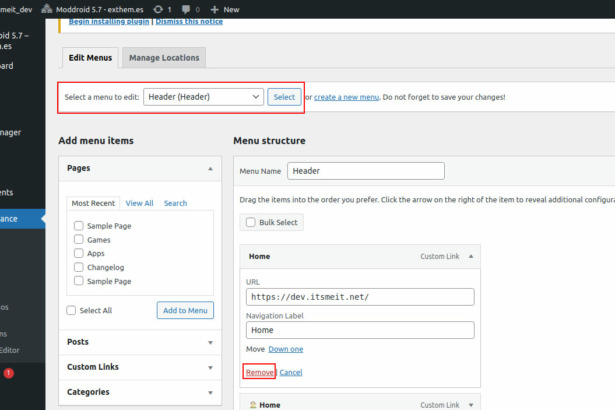 meit_dev Moddroid 5.7 - exthem.es 1 0 New
Begin installing plugin | Dismiss this notice
oid 5.7 –
n.es
Edit Menus Manage Locations
oard
Select a menu to edit: Header (Header) Select or create a new menu. Do not forget to save your changes!
nager
Add menu items Menu structure
Pages
Menu Name Header
ents
Most Recent View All Search
Drag the items into the order you prefer. Click the arrow on the right of the item to reveal additional configura
ance
Sample Page
Bulk Select
Games
Apps
Home Custom Link
Changelog
Sample Page
URL
https://dev.itsmeit.net/
os
Select All Add to Menu
Navigation Label
Home
ms
Posts
Editor
Move Down one
Custom Links
1
Remove | Cancel
Categories
Home Custom Link